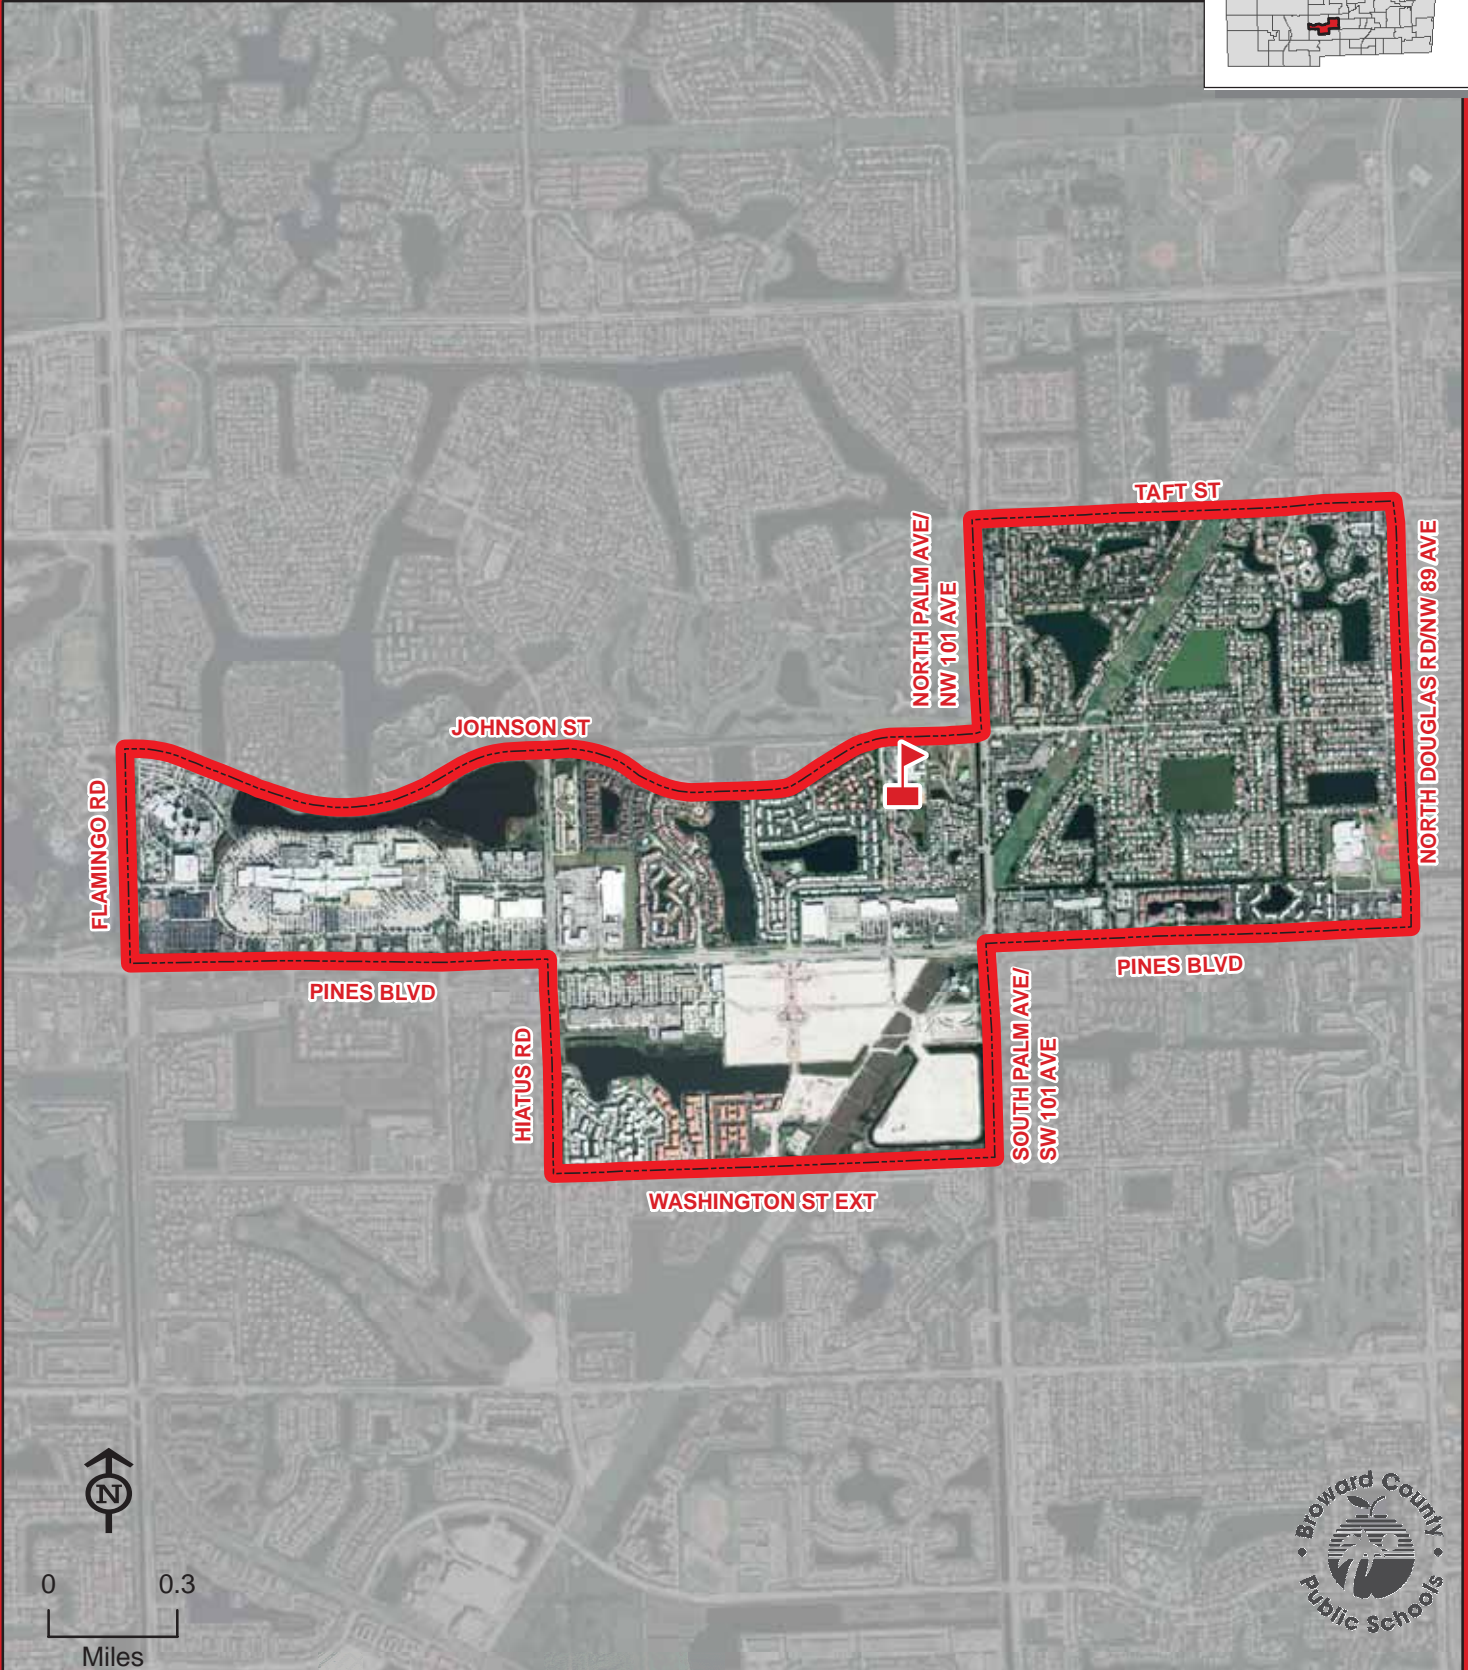 TAFT ST
NORTH PALM AVE/
NW 101 AVE
NORTH DOUGLAS RD/NW 89 AVE
JOHNSON ST
FLAMINGO RD
PINES BLVD
PINES BLVD
HIATUS RD
SOUTH PALM AVE/
SW 101 AVE
WASHINGTON ST EXT
N
0 0.3
Miles
Broward County
Public Schools